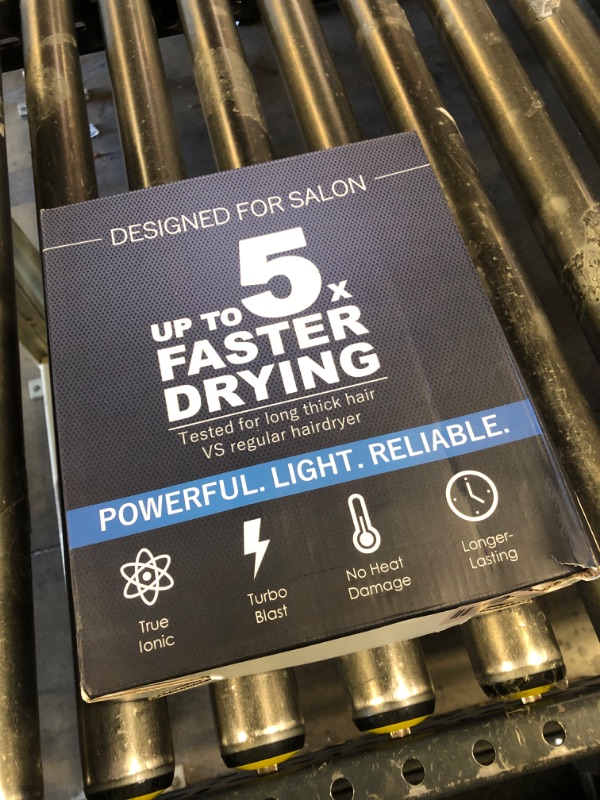 DESIGNED FOR SALON
UP TO 5x
FASTER
DRYING
Tested for long thick hair
VS regular hairdryer
POWERFUL. LIGHT. RELIABLE.
True
Ionic
Turbo
Blast
No Heat
Damage
Longer-
Lasting